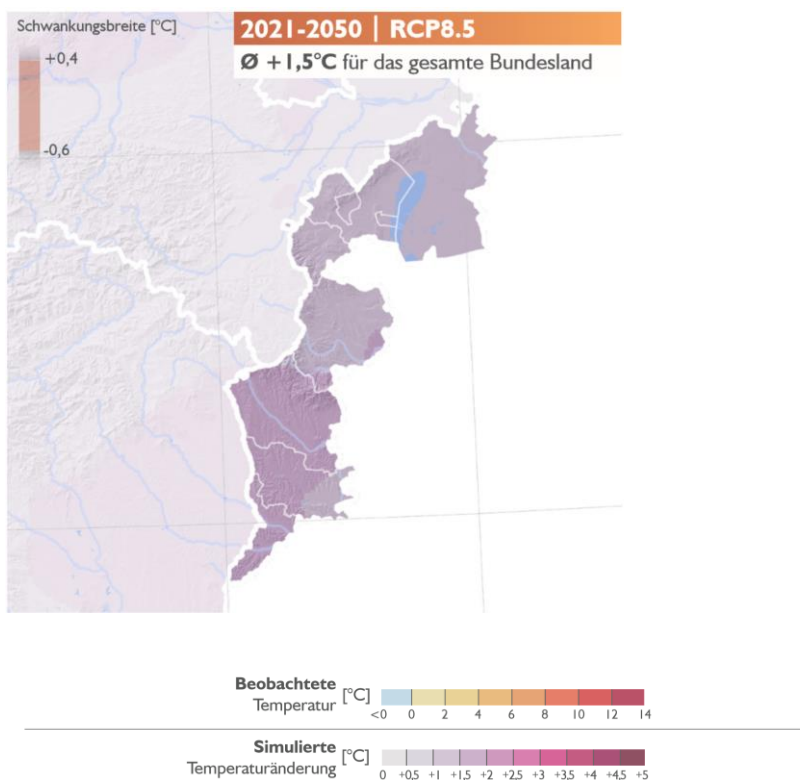 Schwankungsbreite [°C]
+0,4
-0,6
2021-2050 | RCP8.5
Ø +1,5°C für das gesamte Bundesland
Beobachtete
Temperatur
[°C]
<0 0 2 4 6 8 10 12 14
Simulierte
Temperaturänderung
[°C]
0 +0,5 +1 +1,5 +2 +2,5 +3 +3,5 +4 +4,5 +5